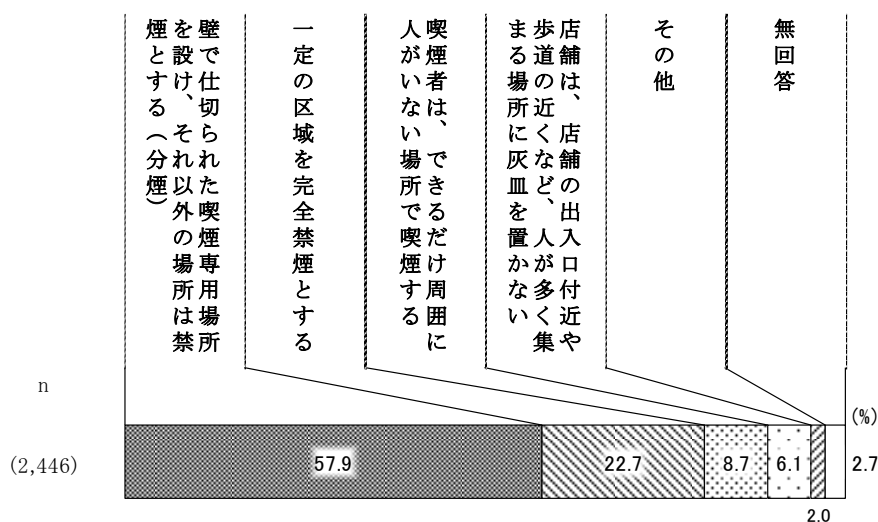 壁で仕切られた喫煙専用場所
を設け、それ以外の場所は禁
煙とする（分煙）
一定の区域を完全禁煙とする
喫煙者は、できるだけ周囲に
人がいない場所で喫煙する
店舗は、店舗の出入口付近や
歩道の近くなど、人が多く集
まる場所に灰皿を置かない
その他
無回答
n
(%)
(2,446)
57.9
22.7
8.7
6.1
2.7
2.0